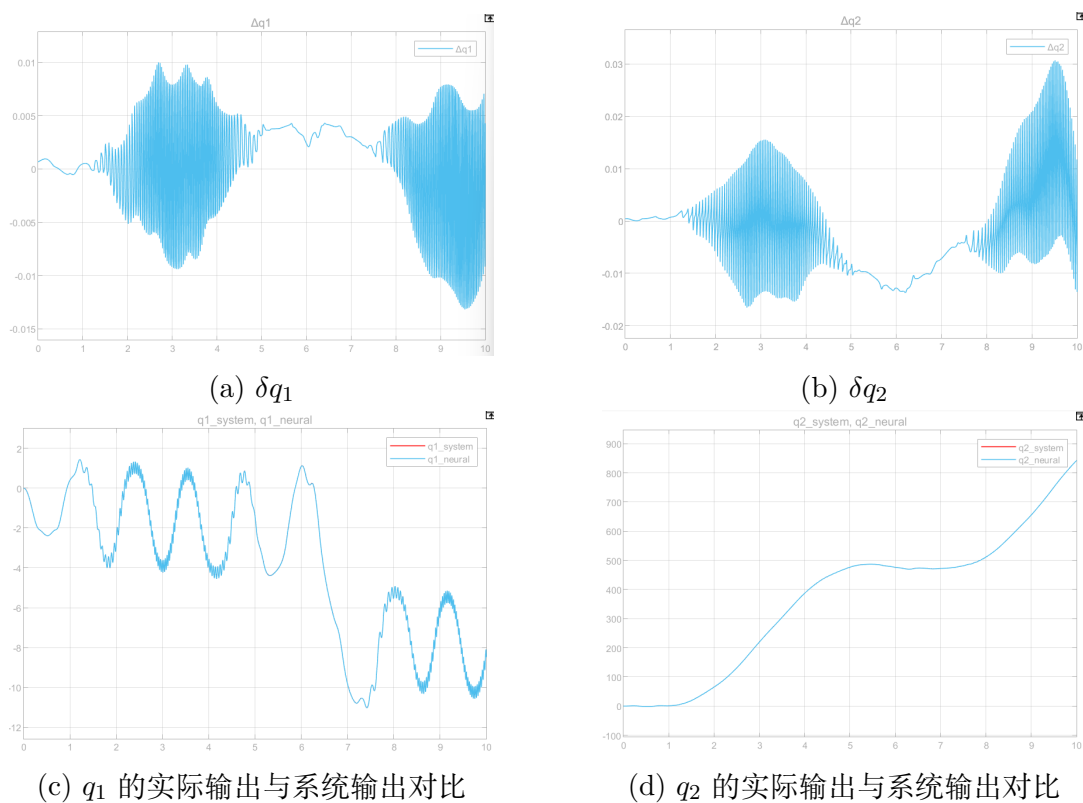 Δq1
Δq1
0.01
0.005
0
-0.005
-0.01
-0.015
0 1 2 3 4 5 6 7 8 9 10
(a) δq₁
Δq2
Δq2
0.03
0.02
0.01
0
-0.01
-0.02
0 1 2 3 4 5 6 7 8 9 10
(b) δq₂
q1_system, q1_neural
q1_system
q1_neural
2
0
-2
-4
-6
-8
-10
-12
0 1 2 3 4 5 6 7 8 9 10
(c) q₁ 的实际输出与系统输出对比
q2_system, q2_neural
q2_system
q2_neural
900
800
700
600
500
400
300
200
100
0
-100
0 1 2 3 4 5 6 7 8 9 10
(d) q₂ 的实际输出与系统输出对比